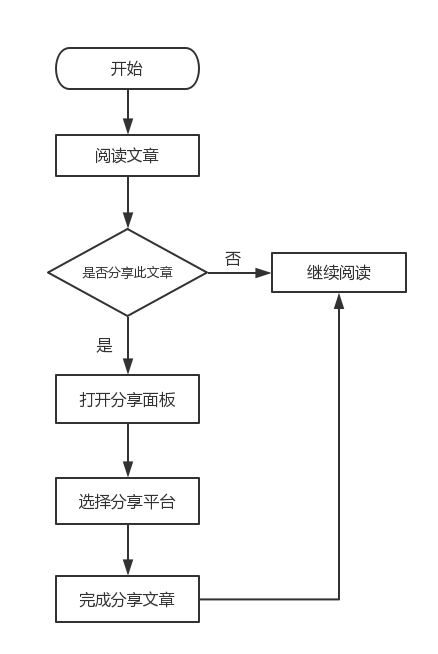 开始
阅读文章
是否分享此文章
否
继续阅读
是
打开分享面板
选择分享平台
完成分享文章